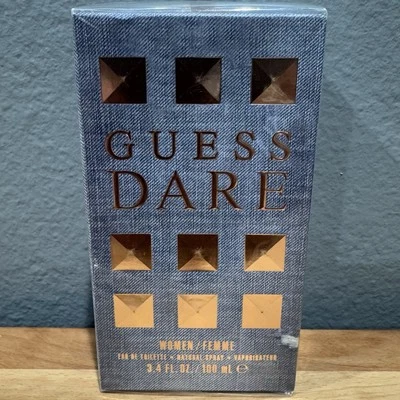 GUESS
DARE
WOMEN / FEMME
EAU DE TOILETTE • NATURAL SPRAY • VAPORISATEUR
3.4 FL. OZ. / 100 mL ℮